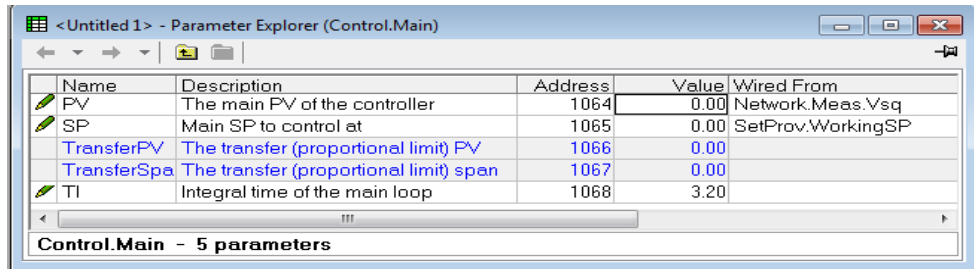 <Untitled 1> - Parameter Explorer (Control.Main)
Name Description Address Value Wired From
PV The main PV of the controller 1064 0.00 Network.Meas.Vsq
SP Main SP to control at 1065 0.00 SetProv.WorkingSP
TransferPV The transfer (proportional limit) PV 1066 0.00
TransferSpa The transfer (proportional limit) span 1067 0.00
TI Integral time of the main loop 1068 3.20
Control.Main - 5 parameters